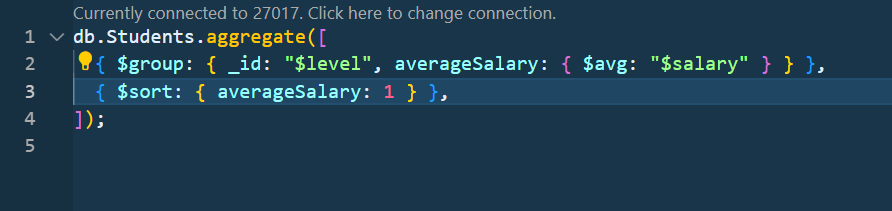 Currently connected to 27017. Click here to change connection.
1 db.Students.aggregate([
2 { $group: { _id: "$level", averageSalary: { $avg: "$salary" } } },
3 { $sort: { averageSalary: 1 } },
4 ]);
5